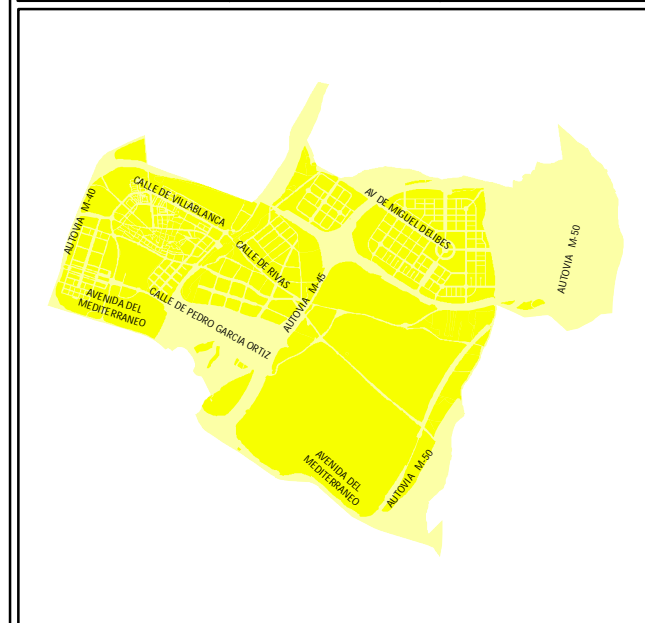 AUTOVIA M-40
CALLE DE VILLABLANCA
AV DE MIGUEL DELIBES
AUTOVIA M-50
CALLE DE RIVAS
AUTOVIA M-45
AVENIDA DEL
MEDITERRANEO
CALLE DE PEDRO GARCIA ORTIZ
AVENIDA DEL
MEDITERRANEO
AUTOVIA M-50